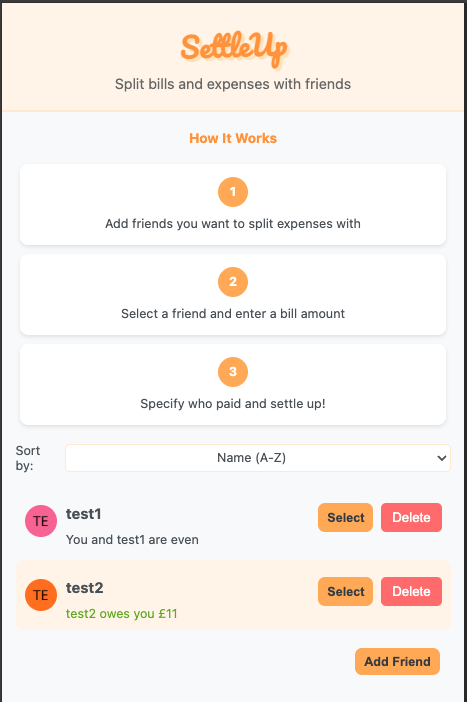 SettleUp
Split bills and expenses with friends
How It Works
1
Add friends you want to split expenses with
2
Select a friend and enter a bill amount
3
Specify who paid and settle up!
Sort by:
Name (A-Z)
TE
test1
You and test1 are even
Select
Delete
TE
test2
test2 owes you £11
Select
Delete
Add Friend